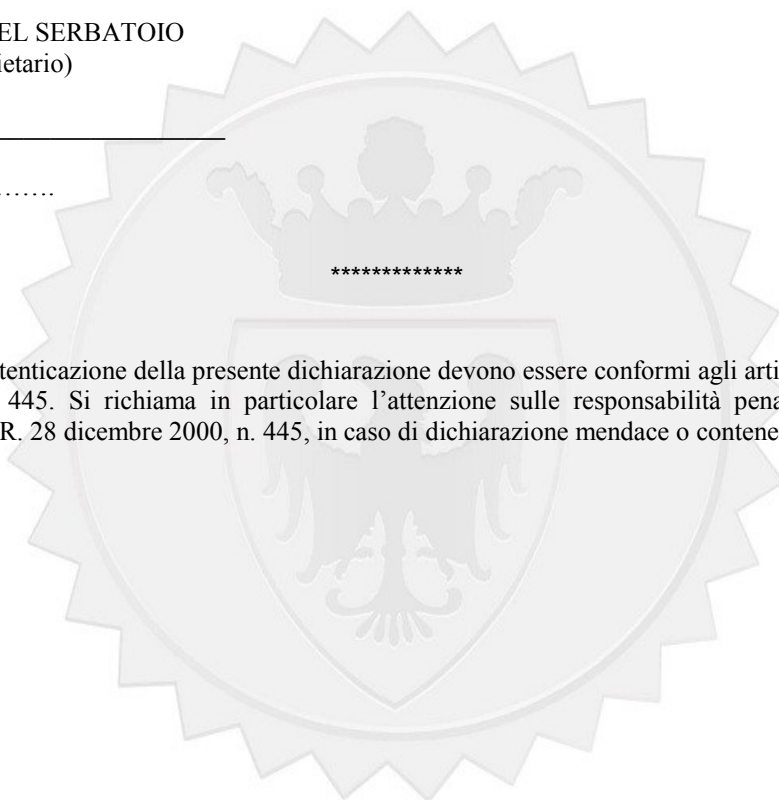 EL SERBATOIO
ietario)
…….
*************
tenticazione della presente dichiarazione devono essere conformi agli arti
445. Si richiama in particolare l’attenzione sulle responsabilità pena
R. 28 dicembre 2000, n. 445, in caso di dichiarazione mendace o contene